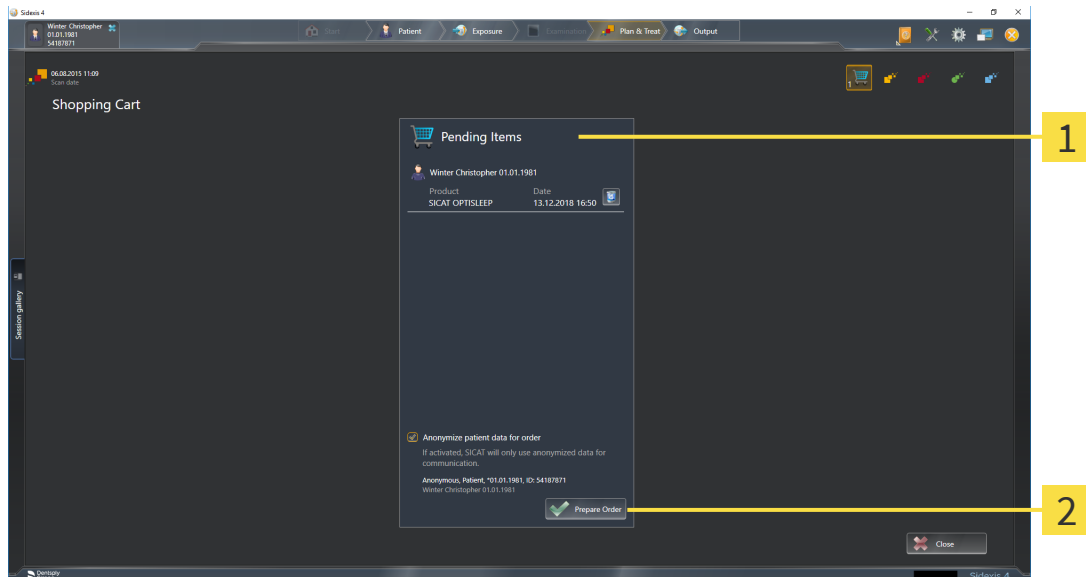 Sidexis 4
Winter Christopher
01.01.1981
54187871
Start
Patient
Exposure
Examination
Plan & Treat
Output
06.08.2015 11:09
Scan date
1
Shopping Cart
Pending Items
1
Winter Christopher 01.01.1981
Product Date
SICAT OPTISLEEP 13.12.2018 16:50
Session gallery
Anonymize patient data for order
If activated, SICAT will only use anonymized data for
communication.
Anonymous, Patient, *01.01.1981, ID: 54187871
Winter Christopher 01.01.1981
Prepare Order
2
Close
Dentsply
Sidexis 4